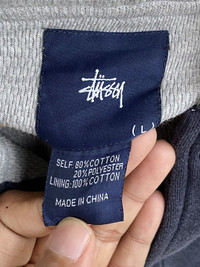 Stüssy
( L )
SELF: 80%COTTON
20%POLYESTER
LINING: 100%COTTON
MADE IN CHINA